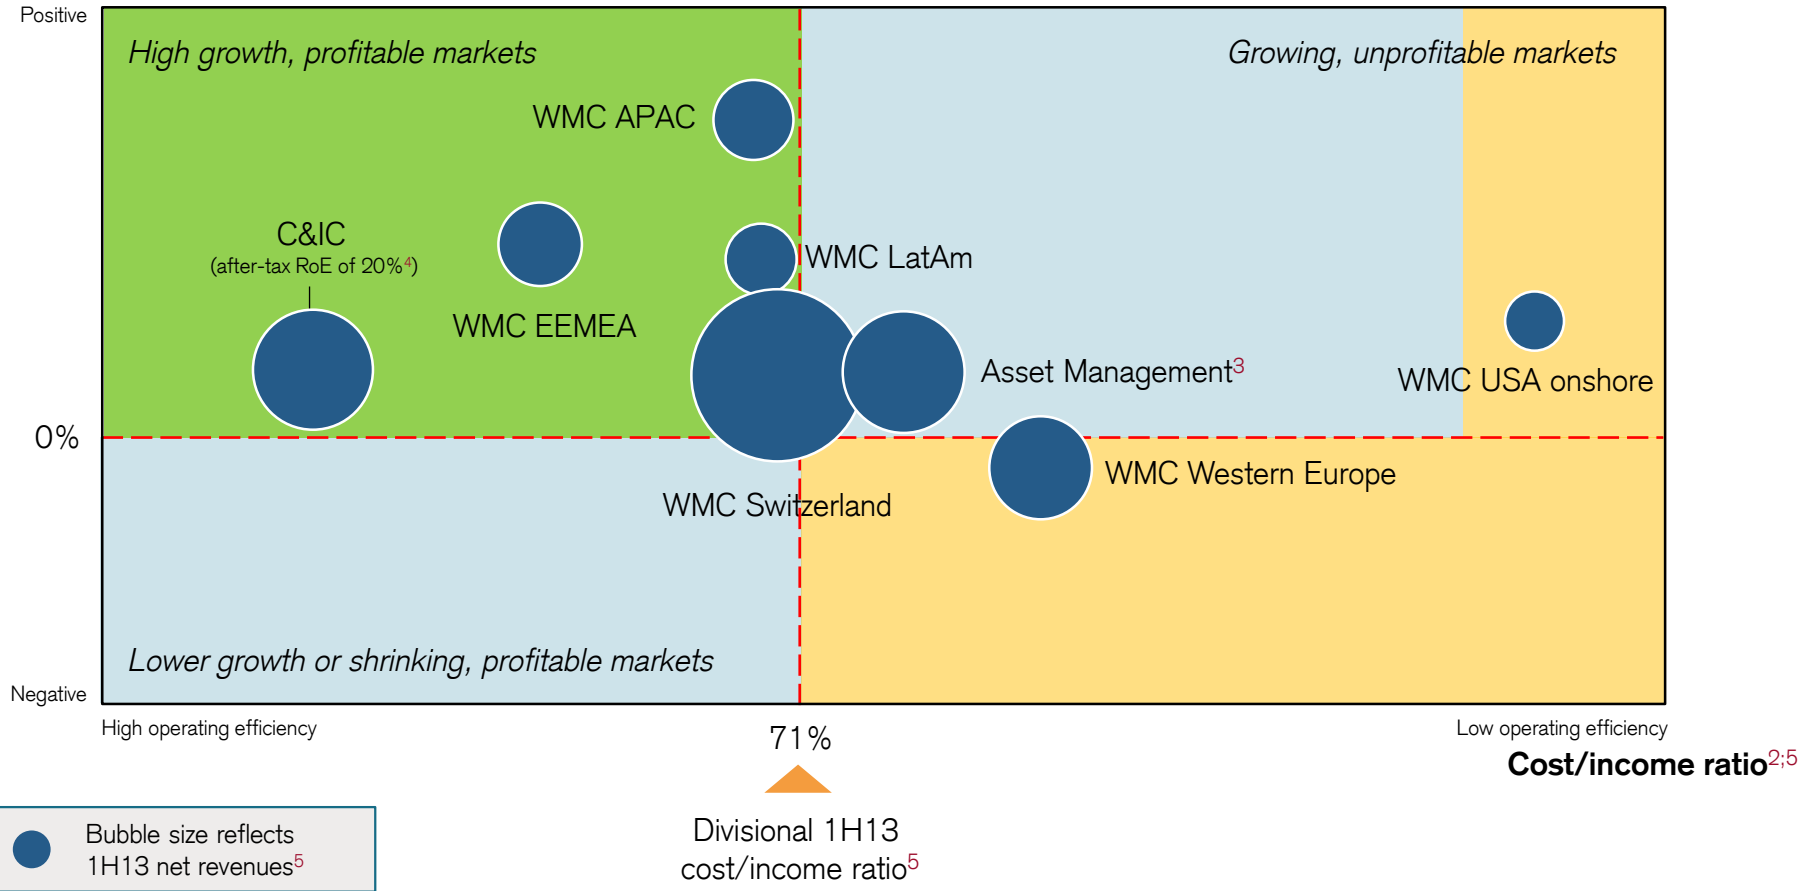 Positive
High growth, profitable markets
Growing, unprofitable markets
WMC APAC
C&IC
(after-tax RoE of 20%4)
WMC LatAm
WMC EEMEA
Asset Management3
WMC USA onshore
0%
WMC Western Europe
WMC Switzerland
Lower growth or shrinking, profitable markets
Negative
High operating efficiency
71%
Low operating efficiency
Cost/income ratio2;5
Divisional 1H13
cost/income ratio5
Bubble size reflects
1H13 net revenues5